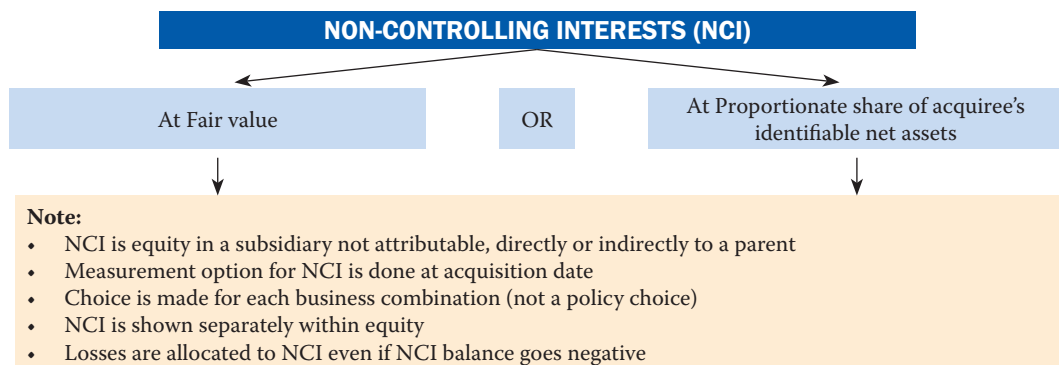 NON-CONTROLLING INTERESTS (NCI)
At Fair value
OR
At Proportionate share of acquiree's
identifiable net assets
Note:
• NCI is equity in a subsidiary not attributable, directly or indirectly to a parent
• Measurement option for NCI is done at acquisition date
• Choice is made for each business combination (not a policy choice)
• NCI is shown separately within equity
• Losses are allocated to NCI even if NCI balance goes negative